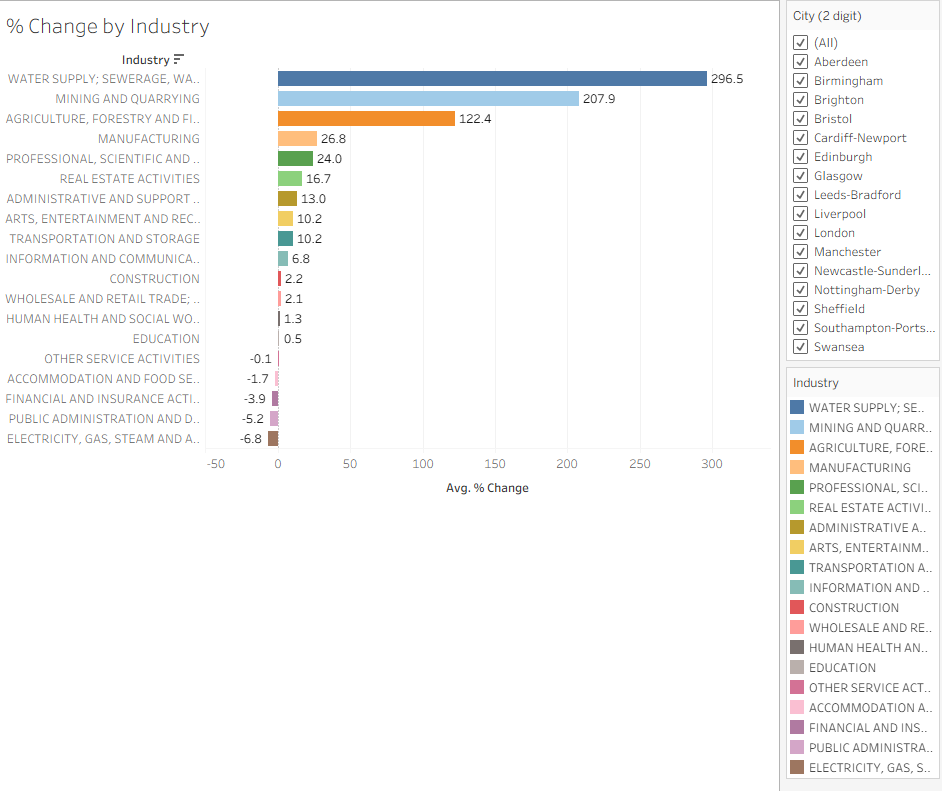 % Change by Industry
Industry
WATER SUPPLY; SEWERAGE, WA.. 296.5
MINING AND QUARRYING 207.9
AGRICULTURE, FORESTRY AND FI.. 122.4
MANUFACTURING 26.8
PROFESSIONAL, SCIENTIFIC AND .. 24.0
REAL ESTATE ACTIVITIES 16.7
ADMINISTRATIVE AND SUPPORT .. 13.0
ARTS, ENTERTAINMENT AND REC.. 10.2
TRANSPORTATION AND STORAGE 10.2
INFORMATION AND COMMUNICA.. 6.8
CONSTRUCTION 2.2
WHOLESALE AND RETAIL TRADE; .. 2.1
HUMAN HEALTH AND SOCIAL WO.. 1.3
EDUCATION 0.5
OTHER SERVICE ACTIVITIES -0.1
ACCOMMODATION AND FOOD SE.. -1.7
FINANCIAL AND INSURANCE ACTI.. -3.9
PUBLIC ADMINISTRATION AND D.. -5.2
ELECTRICITY, GAS, STEAM AND A.. -6.8
-50 0 50 100 150 200 250 300
Avg. % Change
City (2 digit)
(All)
Aberdeen
Birmingham
Brighton
Bristol
Cardiff-Newport
Edinburgh
Glasgow
Leeds-Bradford
Liverpool
London
Manchester
Newcastle-Sunderl...
Nottingham-Derby
Sheffield
Southampton-Ports...
Swansea
Industry
WATER SUPPLY; SE..
MINING AND QUARR..
AGRICULTURE, FORE..
MANUFACTURING
PROFESSIONAL, SCI..
REAL ESTATE ACTIVI..
ADMINISTRATIVE A..
ARTS, ENTERTAINM..
TRANSPORTATION A..
INFORMATION AND ..
CONSTRUCTION
WHOLESALE AND RE..
HUMAN HEALTH AN..
EDUCATION
OTHER SERVICE ACT..
ACCOMMODATION A..
FINANCIAL AND INS..
PUBLIC ADMINISTRA..
ELECTRICITY, GAS, S..